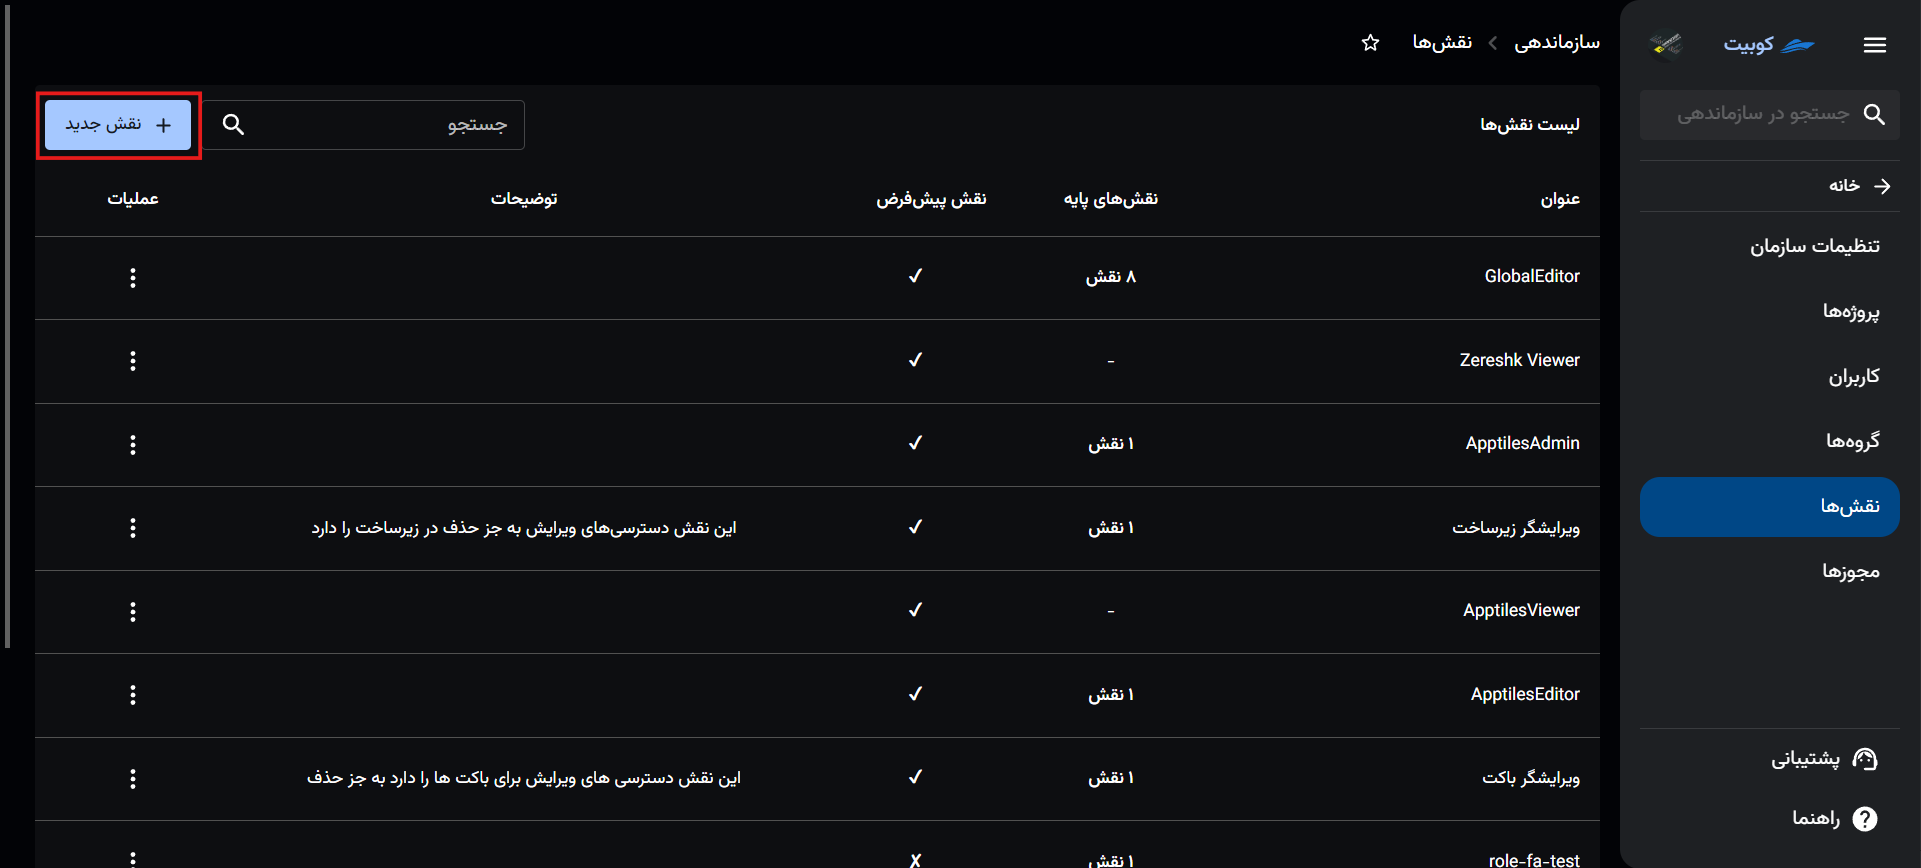 کوبیت
جستجو در سازماندهی
خانه
تنظیمات سازمان
پروژه‌ها
کاربران
گروه‌ها
نقش‌ها
مجوزها
پشتیبانی
راهنما
سازماندهی
نقش‌ها
لیست نقش‌ها
جستجو
نقش جدید
عنوان نقش‌های پایه نقش پیش‌فرض توضیحات عملیات
GlobalEditor ۸ نقش ✓
Zereshk Viewer - ✓
ApptilesAdmin ۱ نقش ✓
ویرایشگر زیرساخت ۱ نقش ✓ این نقش دسترسی‌های ویرایش به جز حذف در زیرساخت را دارد
ApptilesViewer - ✓
ApptilesEditor ۱ نقش ✓
ویرایشگر باکت ۱ نقش ✓ این نقش دسترسی های ویرایش برای باکت ها را دارد به جز حذف
role-fa-test ۱ نقش ✗